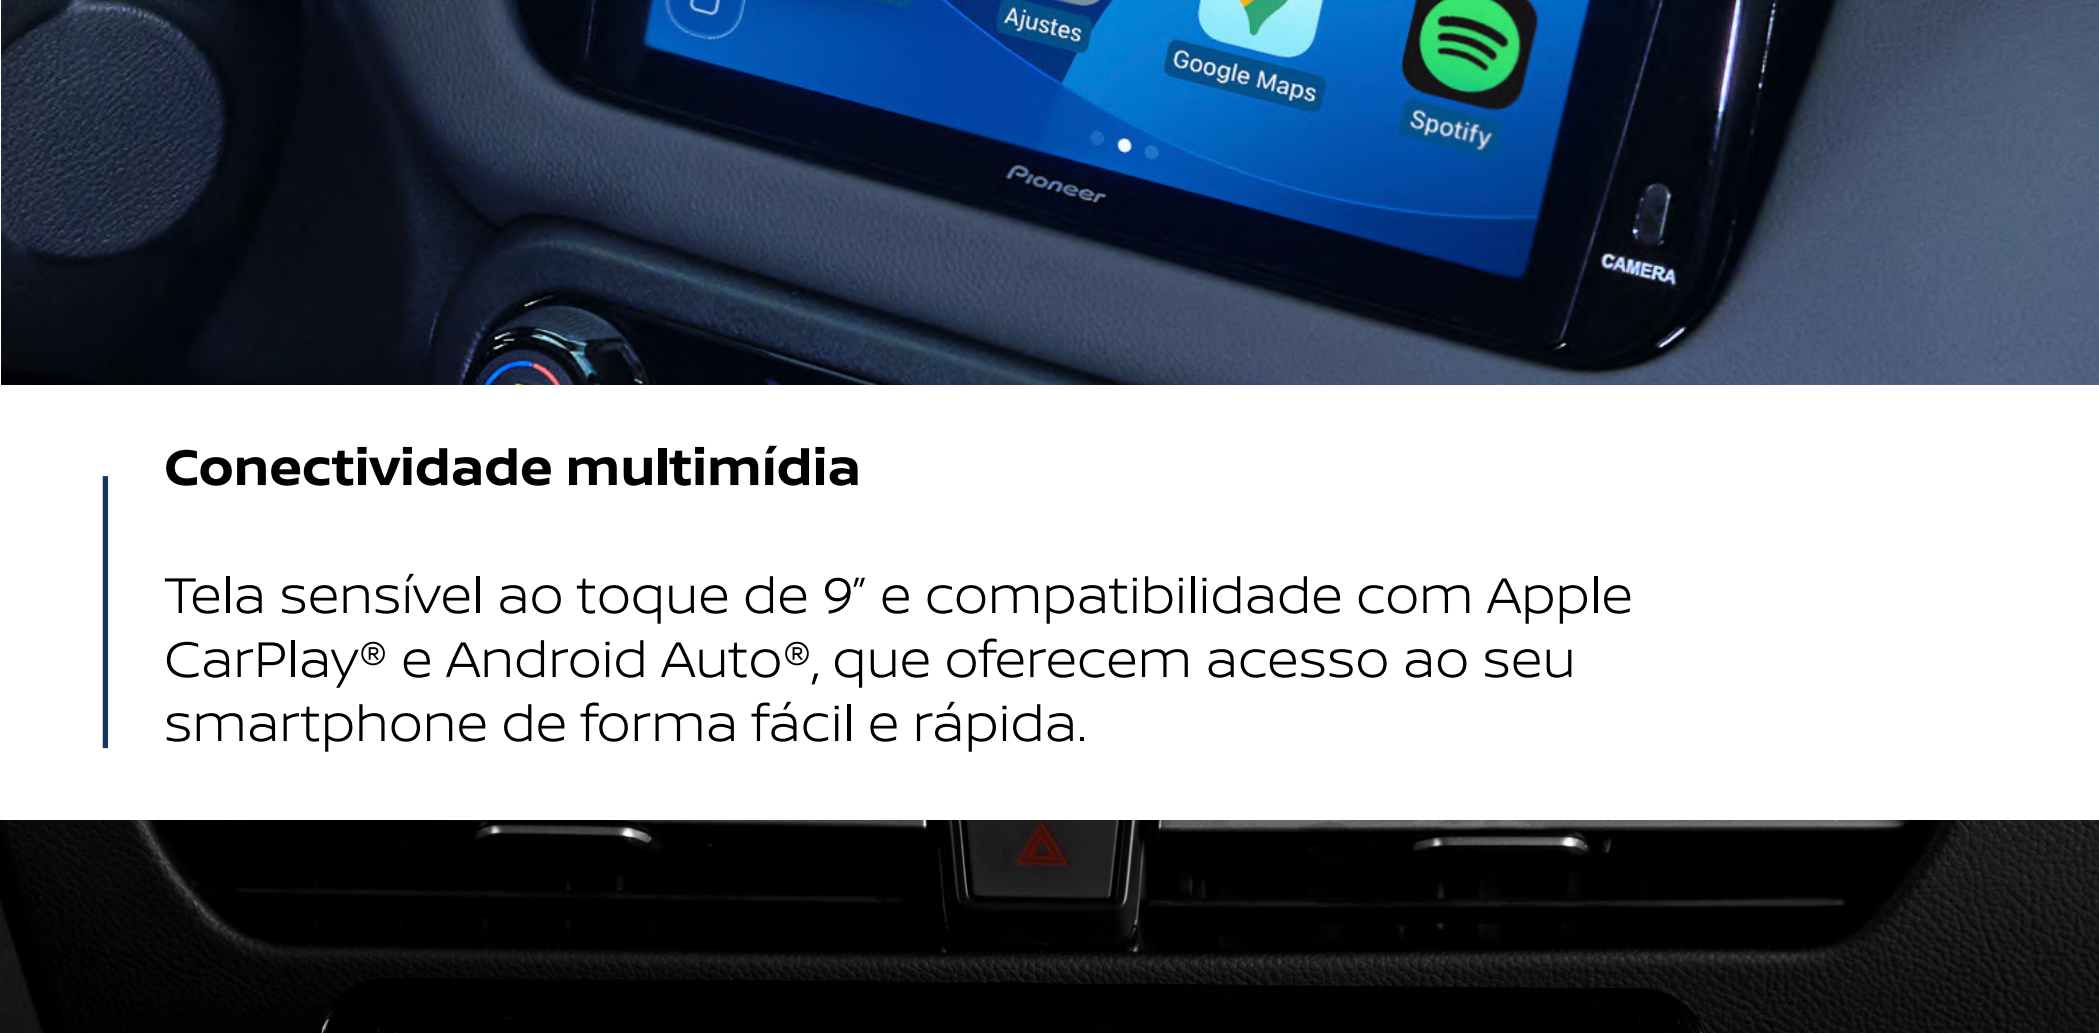 Ajustes
Google Maps
Spotify
Pioneer
CAMERA
Conectividade multimídia
Tela sensível ao toque de 9” e compatibilidade com Apple
CarPlay® e Android Auto®, que oferecem acesso ao seu
smartphone de forma fácil e rápida.